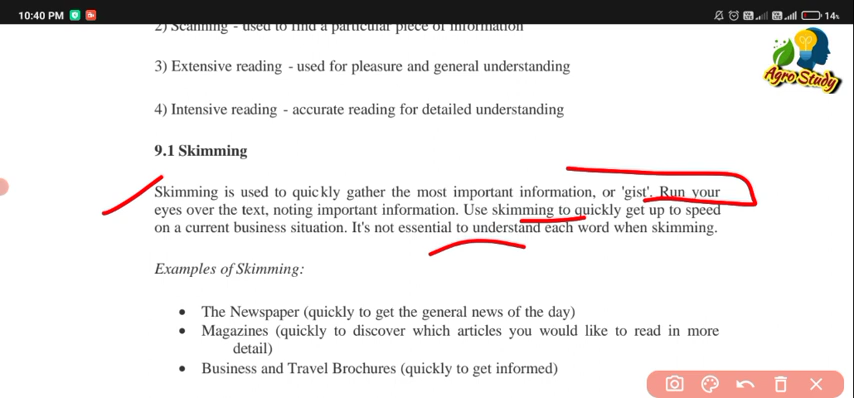 10:40 PM
14%
2) Scanning - used to find a particular piece of information
3) Extensive reading - used for pleasure and general understanding
Agro Study
4) Intensive reading - accurate reading for detailed understanding
9.1 Skimming
Skimming is used to quickly gather the most important information, or 'gist'. Run your
eyes over the text, noting important information. Use skimming to quickly get up to speed
on a current business situation. It's not essential to understand each word when skimming.
Examples of Skimming:
• The Newspaper (quickly to get the general news of the day)
• Magazines (quickly to discover which articles you would like to read in more
detail)
• Business and Travel Brochures (quickly to get informed)